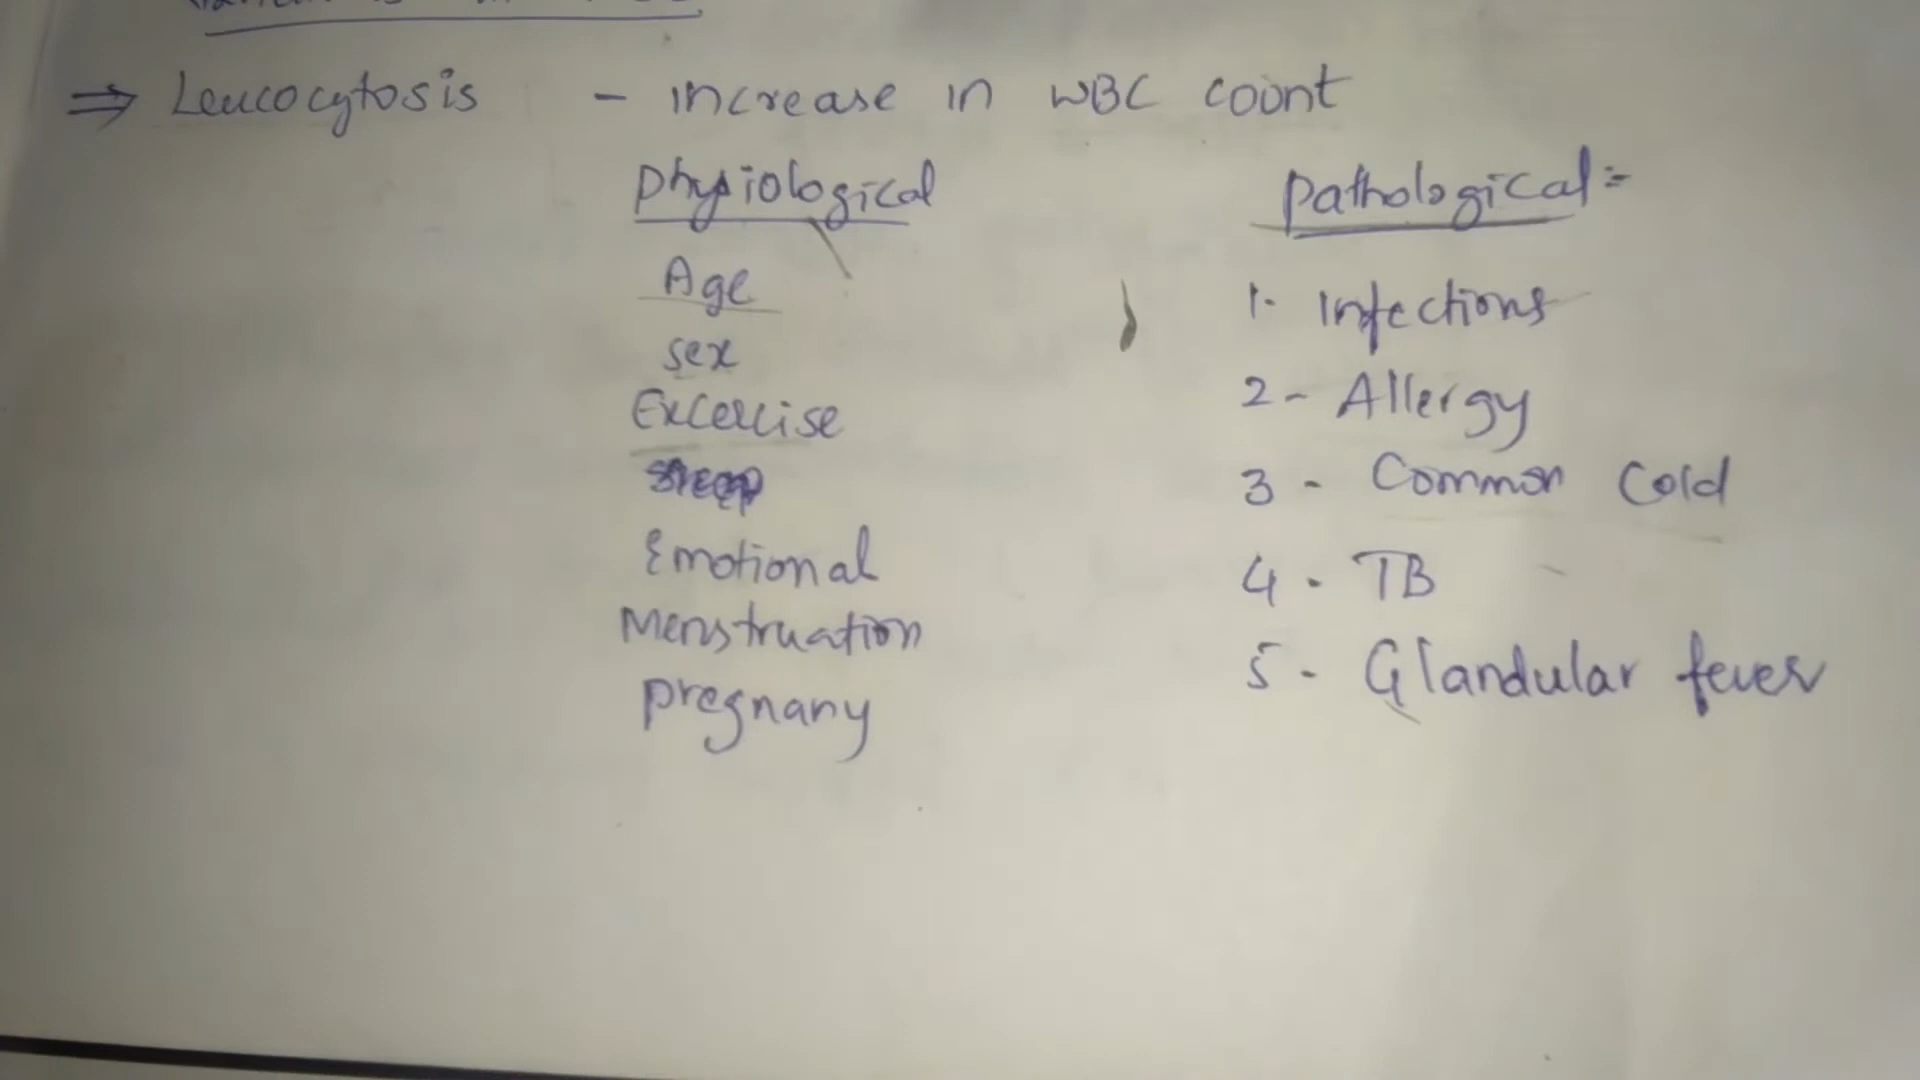 ⇒ Leucocytosis - increase in WBC count
Physiological
Age
sex
Excercise
sleep
Emotional
Menstruation
pregnany
Pathological:-
1. Infections
2- Allergy
3- Common Cold
4. TB
5- Glandular fever